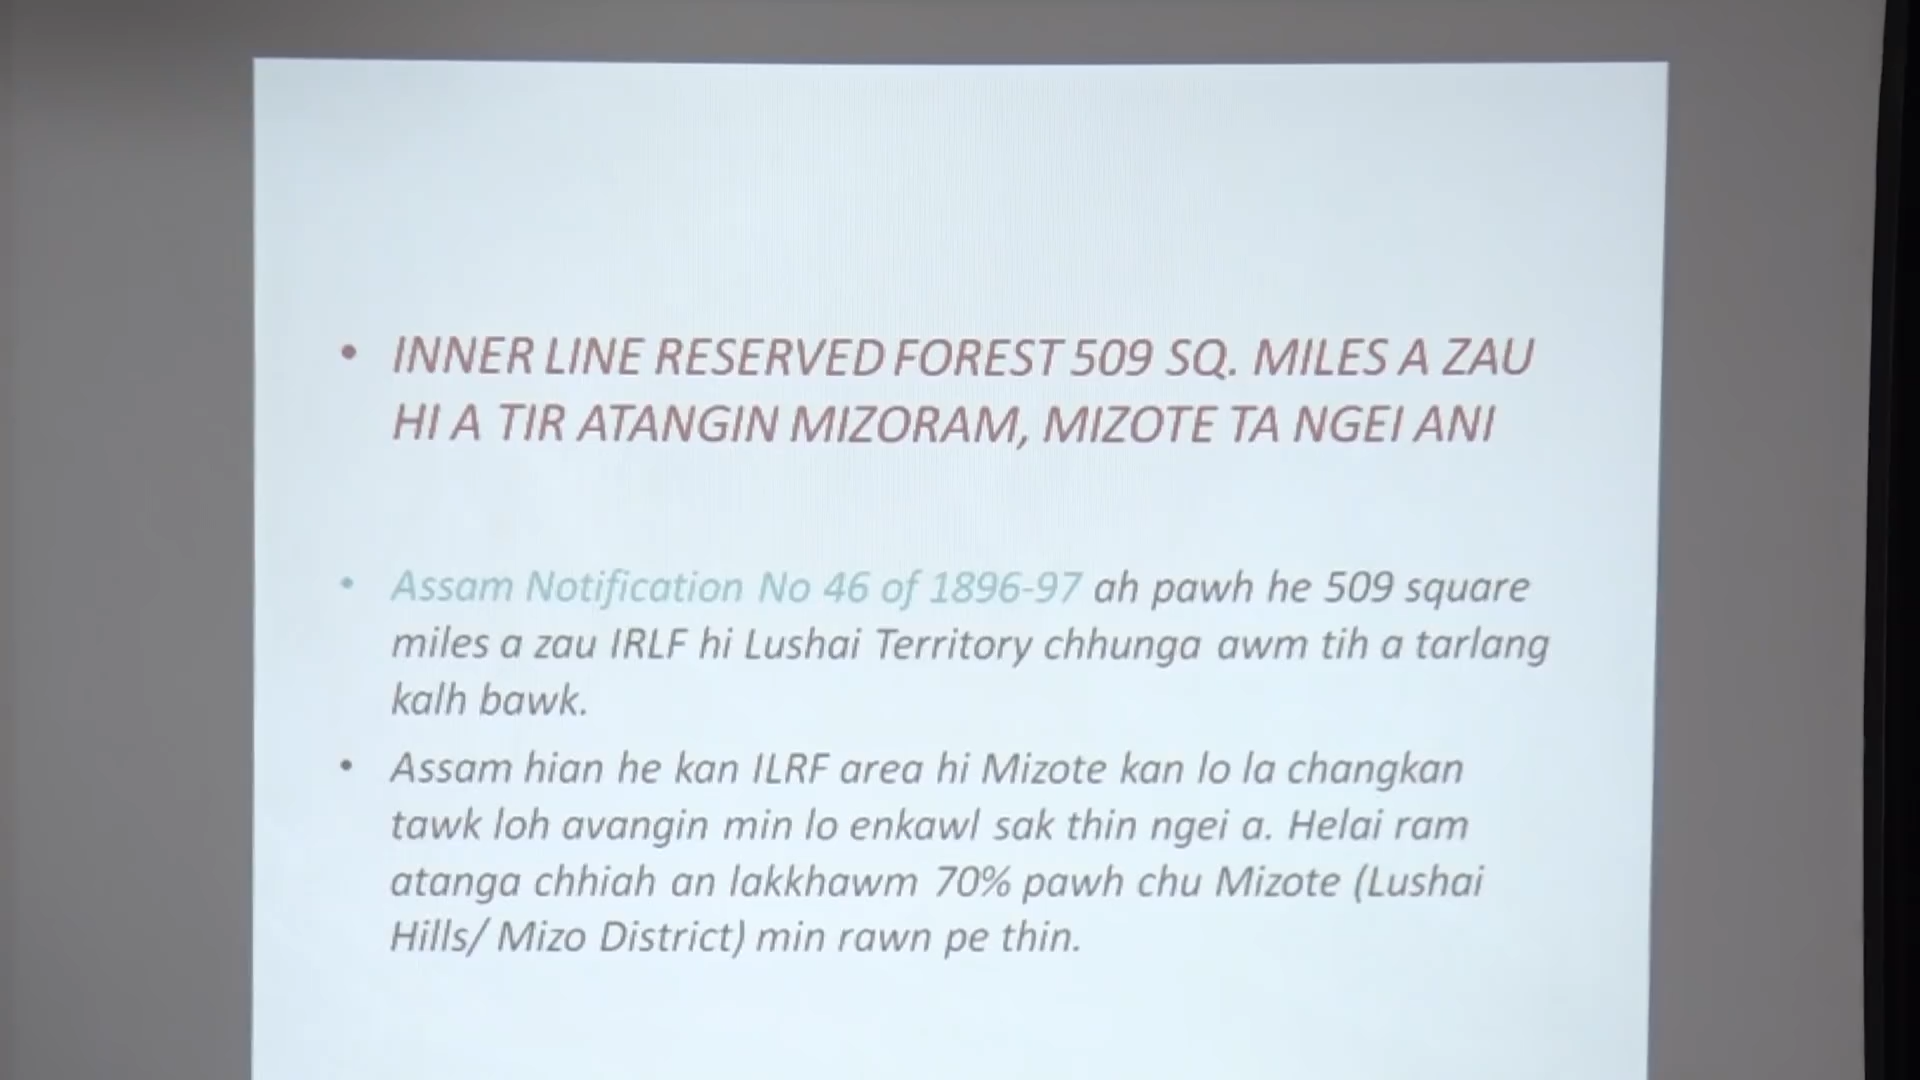 • INNER LINE RESERVED FOREST 509 SQ. MILES A ZAU
HI A TIR ATANGIN MIZORAM, MIZOTE TA NGEI ANI
• Assam Notification No 46 of 1896-97 ah pawh he 509 square
miles a zau IRLF hi Lushai Territory chhunga awm tih a tarlang
kalh bawk.
• Assam hian he kan ILRF area hi Mizote kan lo la changkan
tawk loh avangin min lo enkawl sak thin ngei a. Helai ram
atanga chhiah an lakkhawm 70% pawh chu Mizote (Lushai
Hills/ Mizo District) min rawn pe thin.